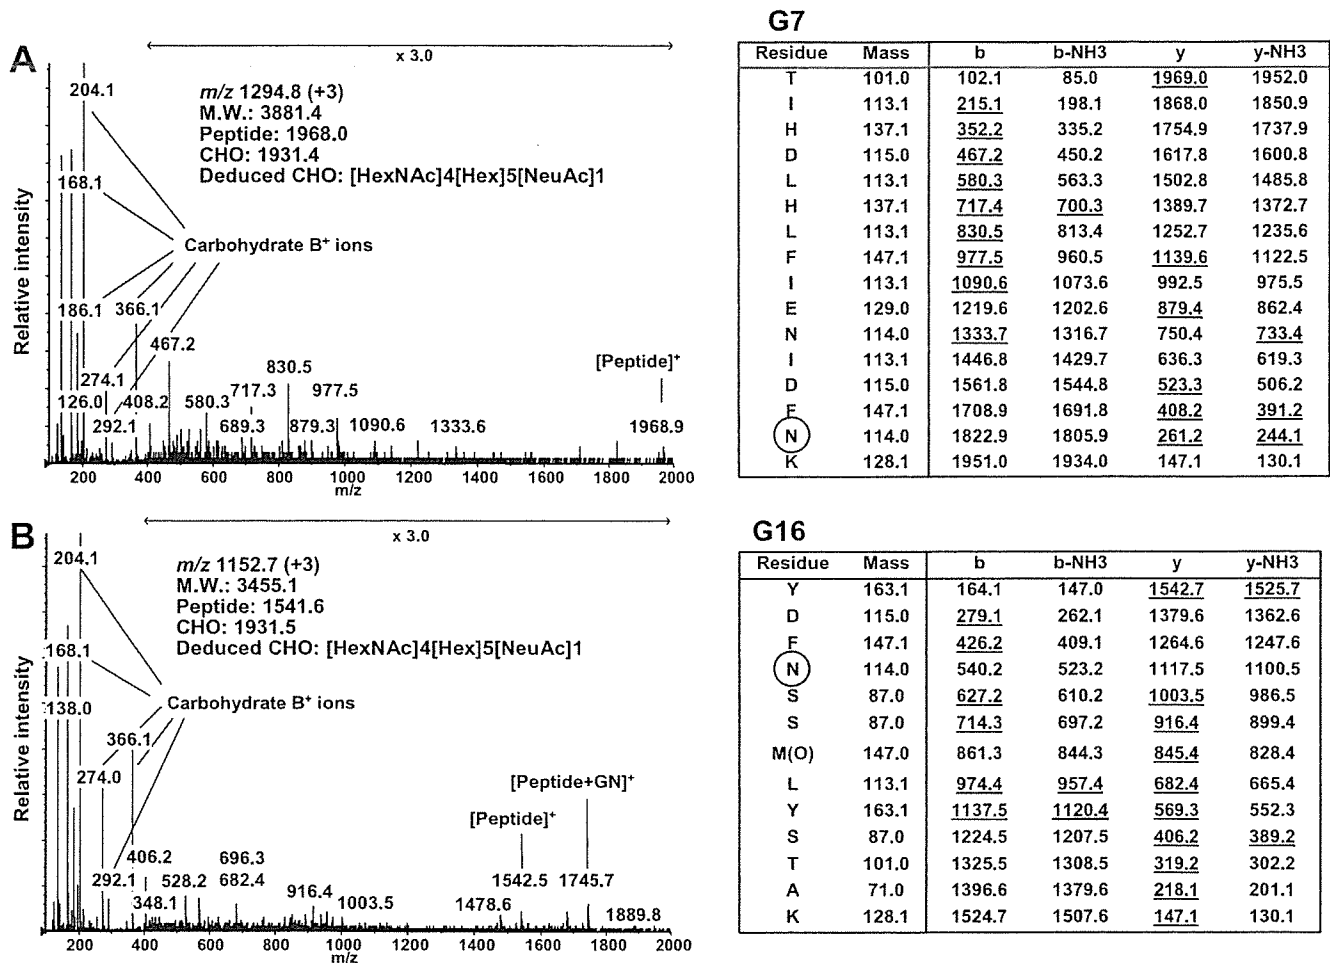 A
x 3.0
204.1
m/z 1294.8 (+3)
M.W.: 3881.4
Peptide: 1968.0
CHO: 1931.4
Deduced CHO: [HexNAc]4[Hex]5[NeuAc]1
168.1
Carbohydrate B+ ions
186.1
366.1
467.2
274.1
830.5
[Peptide]+
126.0
408.2
580.3
717.3
977.5
292.1
689.3
879.3
1090.6
1333.6
1968.9
Relative intensity
200 400 600 800 1000 1200 1400 1600 1800 2000
m/z
G7
Residue Mass b b-NH3 y y-NH3
T 101.0 102.1 85.0 1969.0 1952.0
I 113.1 215.1 198.1 1868.0 1850.9
H 137.1 352.2 335.2 1754.9 1737.9
D 115.0 467.2 450.2 1617.8 1600.8
L 113.1 580.3 563.3 1502.8 1485.8
H 137.1 717.4 700.3 1389.7 1372.7
L 113.1 830.5 813.4 1252.7 1235.6
F 147.1 977.5 960.5 1139.6 1122.5
I 113.1 1090.6 1073.6 992.5 975.5
E 129.0 1219.6 1202.6 879.4 862.4
N 114.0 1333.7 1316.7 750.4 733.4
I 113.1 1446.8 1429.7 636.3 619.3
D 115.0 1561.8 1544.8 523.3 506.2
F 147.1 1708.9 1691.8 408.2 391.2
N 114.0 1822.9 1805.9 261.2 244.1
K 128.1 1951.0 1934.0 147.1 130.1
B
x 3.0
204.1
m/z 1152.7 (+3)
M.W.: 3455.1
Peptide: 1541.6
CHO: 1931.5
Deduced CHO: [HexNAc]4[Hex]5[NeuAc]1
168.1
138.0
Carbohydrate B+ ions
366.1
274.0
[Peptide+GN]+
[Peptide]+
406.2
696.3
292.1
528.2
682.4
1542.5
1745.7
348.1
916.4
1003.5
1478.6
1889.8
Relative intensity
200 400 600 800 1000 1200 1400 1600 1800 2000
m/z
G16
Residue Mass b b-NH3 y y-NH3
Y 163.1 164.1 147.0 1542.7 1525.7
D 115.0 279.1 262.1 1379.6 1362.6
F 147.1 426.2 409.1 1264.6 1247.6
N 114.0 540.2 523.2 1117.5 1100.5
S 87.0 627.2 610.2 1003.5 986.5
S 87.0 714.3 697.2 916.4 899.4
M(O) 147.0 861.3 844.3 845.4 828.4
L 113.1 974.4 957.4 682.4 665.4
Y 163.1 1137.5 1120.4 569.3 552.3
S 87.0 1224.5 1207.5 406.2 389.2
T 101.0 1325.5 1308.5 319.2 302.2
A 71.0 1396.6 1379.6 218.1 201.1
K 128.1 1524.7 1507.6 147.1 130.1